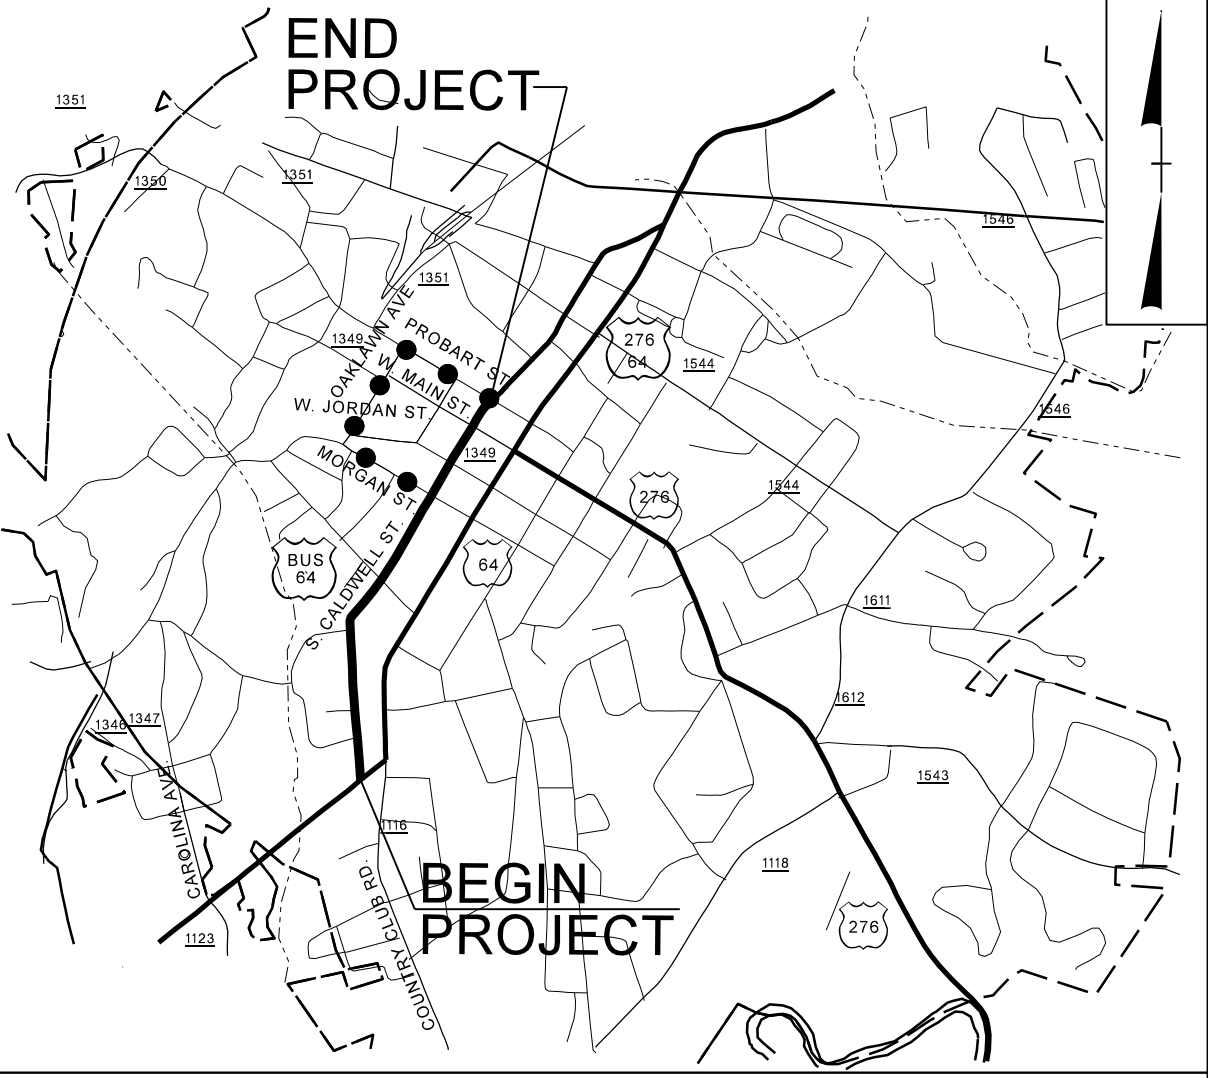 END
PROJECT
1351
1350
1351
1546
1351
OAKLAWN AVE.
1349
PROBART ST.
276
64
1544
W. MAIN ST.
W. JORDAN ST.
1546
1349
MORGAN ST.
276
1544
BUS
64
64
S. CALDWELL ST.
1611
1612
1346
1347
1543
CAROLINA AVE.
1116
1118
BEGIN
PROJECT
COUNTRY CLUB RD.
276
1123